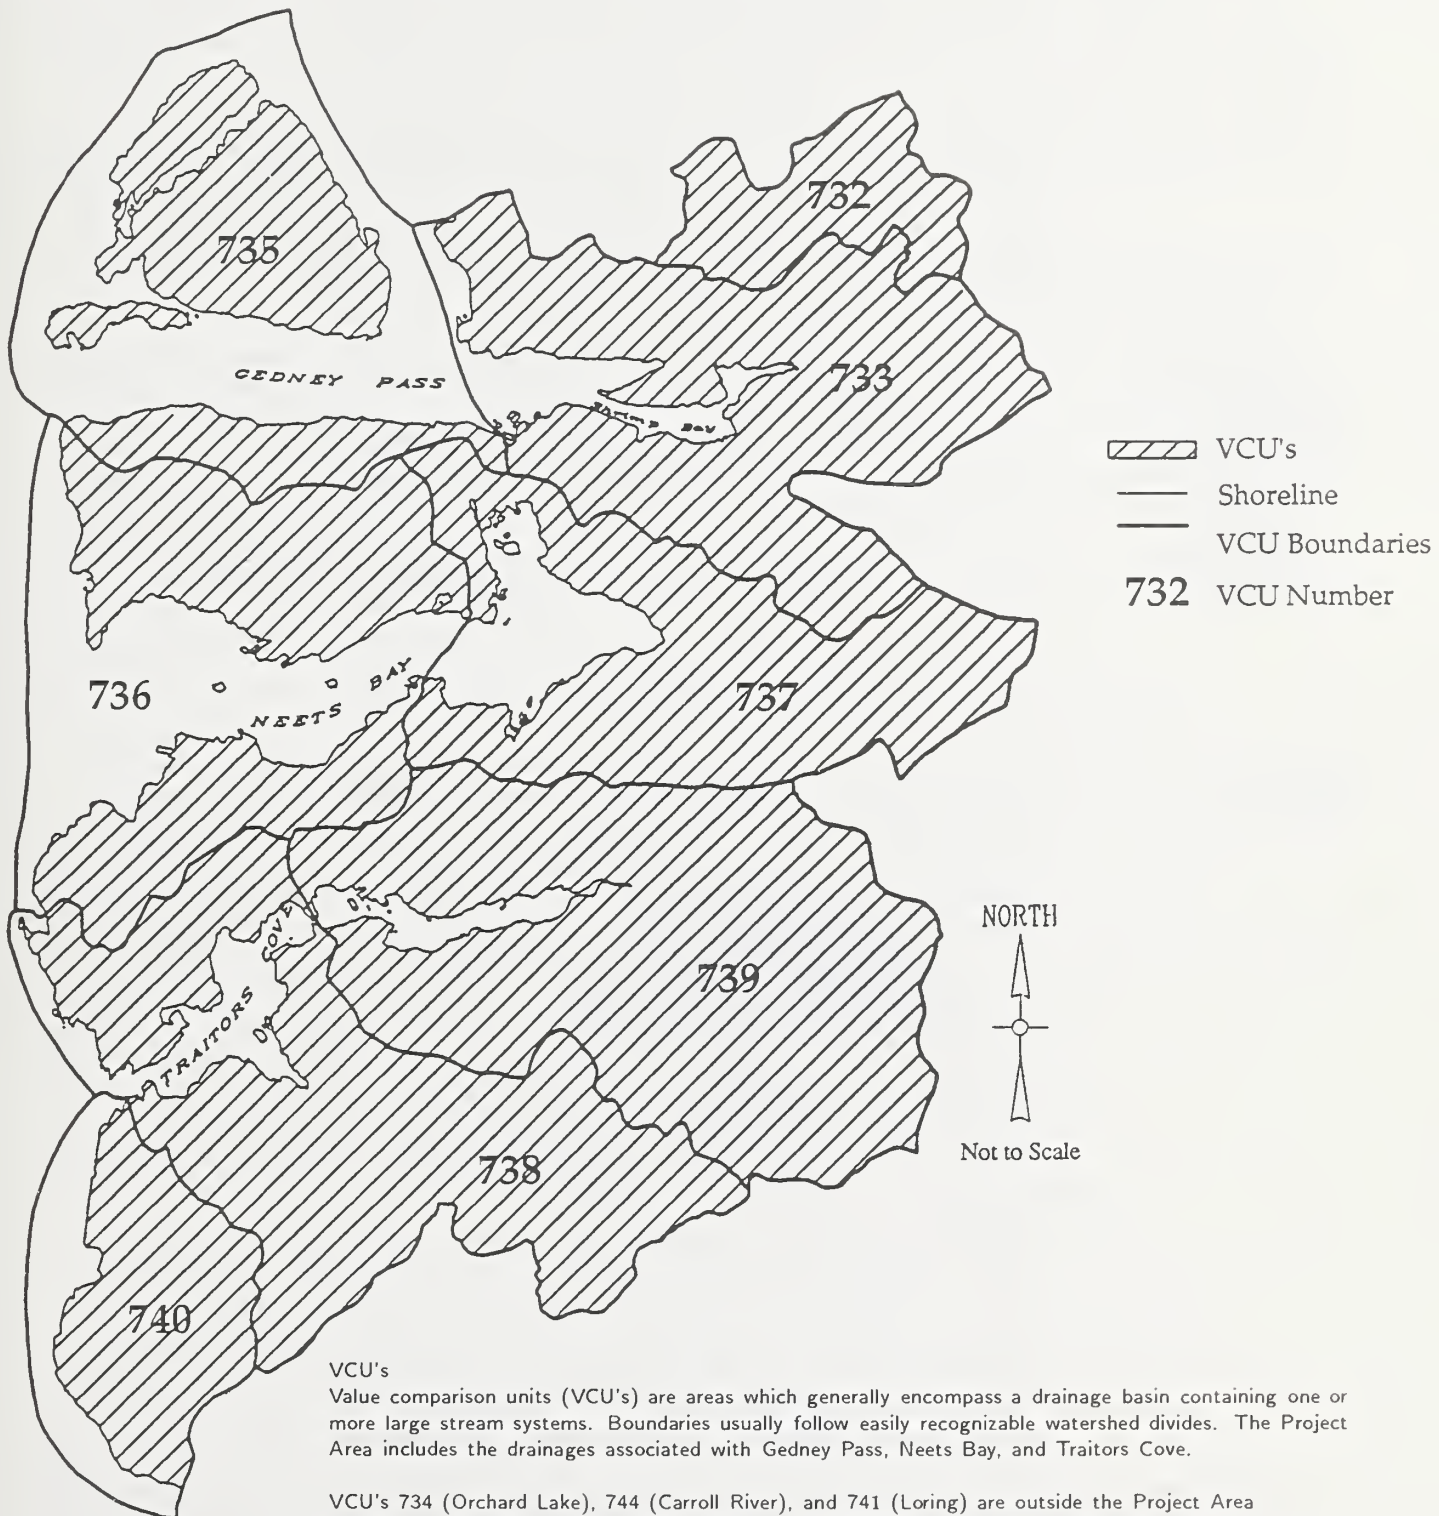 732
735
733
GEDNEY PASS
Shrimp Bay
VCU's
Shoreline
VCU Boundaries
732 VCU Number
736
NEETS BAY
737
NORTH
739
TRAITORS COVE
Not to Scale
738
740
VCU's
Value comparison units (VCU's) are areas which generally encompass a drainage basin containing one or
more large stream systems. Boundaries usually follow easily recognizable watershed divides. The Project
Area includes the drainages associated with Gedney Pass, Neets Bay, and Traitors Cove.
VCU's 734 (Orchard Lake), 744 (Carroll River), and 741 (Loring) are outside the Project Area